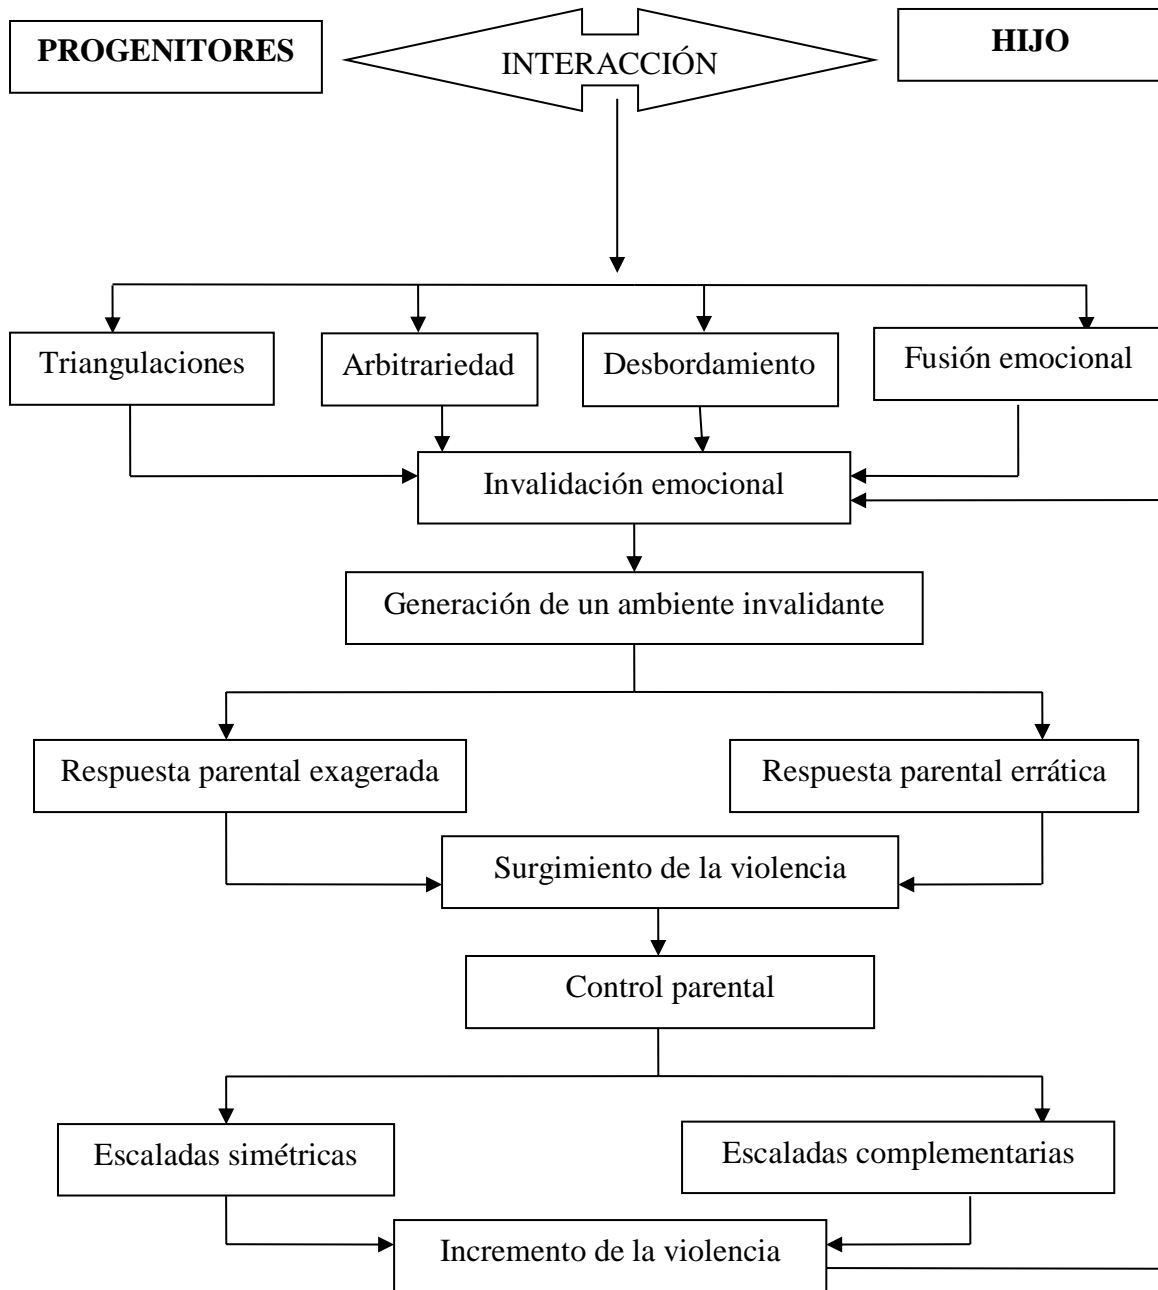 PROGENITORES
INTERACCIÓN
HIJO
Triangulaciones
Arbitrariedad
Desbordamiento
Fusión emocional
Invalidación emocional
Generación de un ambiente invalidante
Respuesta parental exagerada
Respuesta parental errática
Surgimiento de la violencia
Control parental
Escaladas simétricas
Escaladas complementarias
Incremento de la violencia